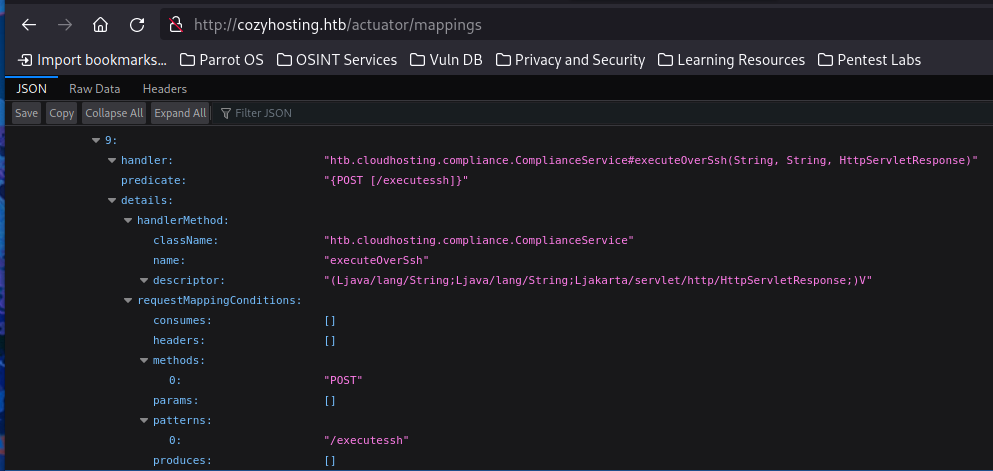 http://cozyhosting.htb/actuator/mappings
Import bookmarks... Parrot OS OSINT Services Vuln DB Privacy and Security Learning Resources Pentest Labs
JSON Raw Data Headers
Save Copy Collapse All Expand All Filter JSON
9:
handler: "htb.cloudhosting.compliance.ComplianceService#executeOverSsh(String, String, HttpServletResponse)"
predicate: "{POST [/executessh]}"
details:
handlerMethod:
className: "htb.cloudhosting.compliance.ComplianceService"
name: "executeOverSsh"
descriptor: "(Ljava/lang/String;Ljava/lang/String;Ljakarta/servlet/http/HttpServletResponse;)V"
requestMappingConditions:
consumes: []
headers: []
methods:
0: "POST"
params: []
patterns:
0: "/executessh"
produces: []